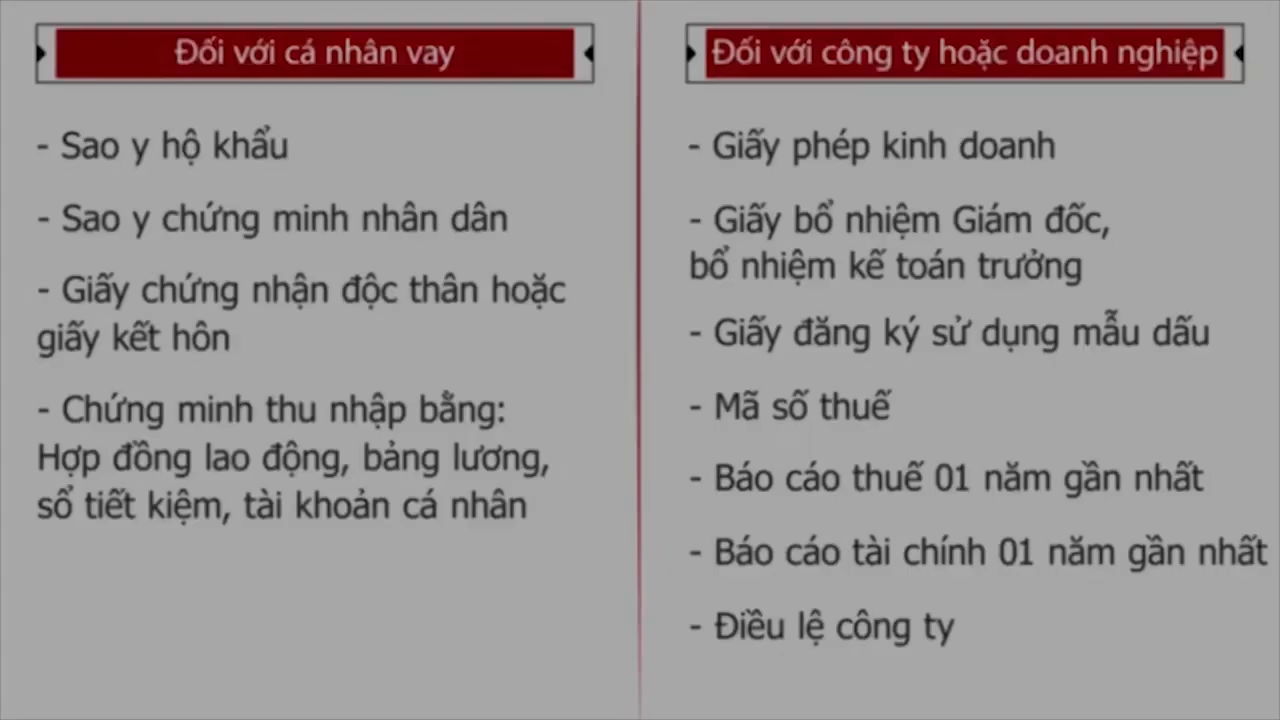 Đối với cá nhân vay
- Sao y hộ khẩu
- Sao y chứng minh nhân dân
- Giấy chứng nhận độc thân hoặc
giấy kết hôn
- Chứng minh thu nhập bằng:
Hợp đồng lao động, bảng lương,
sổ tiết kiệm, tài khoản cá nhân
Đối với công ty hoặc doanh nghiệp
- Giấy phép kinh doanh
- Giấy bổ nhiệm Giám đốc,
bổ nhiệm kế toán trưởng
- Giấy đăng ký sử dụng mẫu dấu
- Mã số thuế
- Báo cáo thuế 01 năm gần nhất
- Báo cáo tài chính 01 năm gần nhất
- Điều lệ công ty